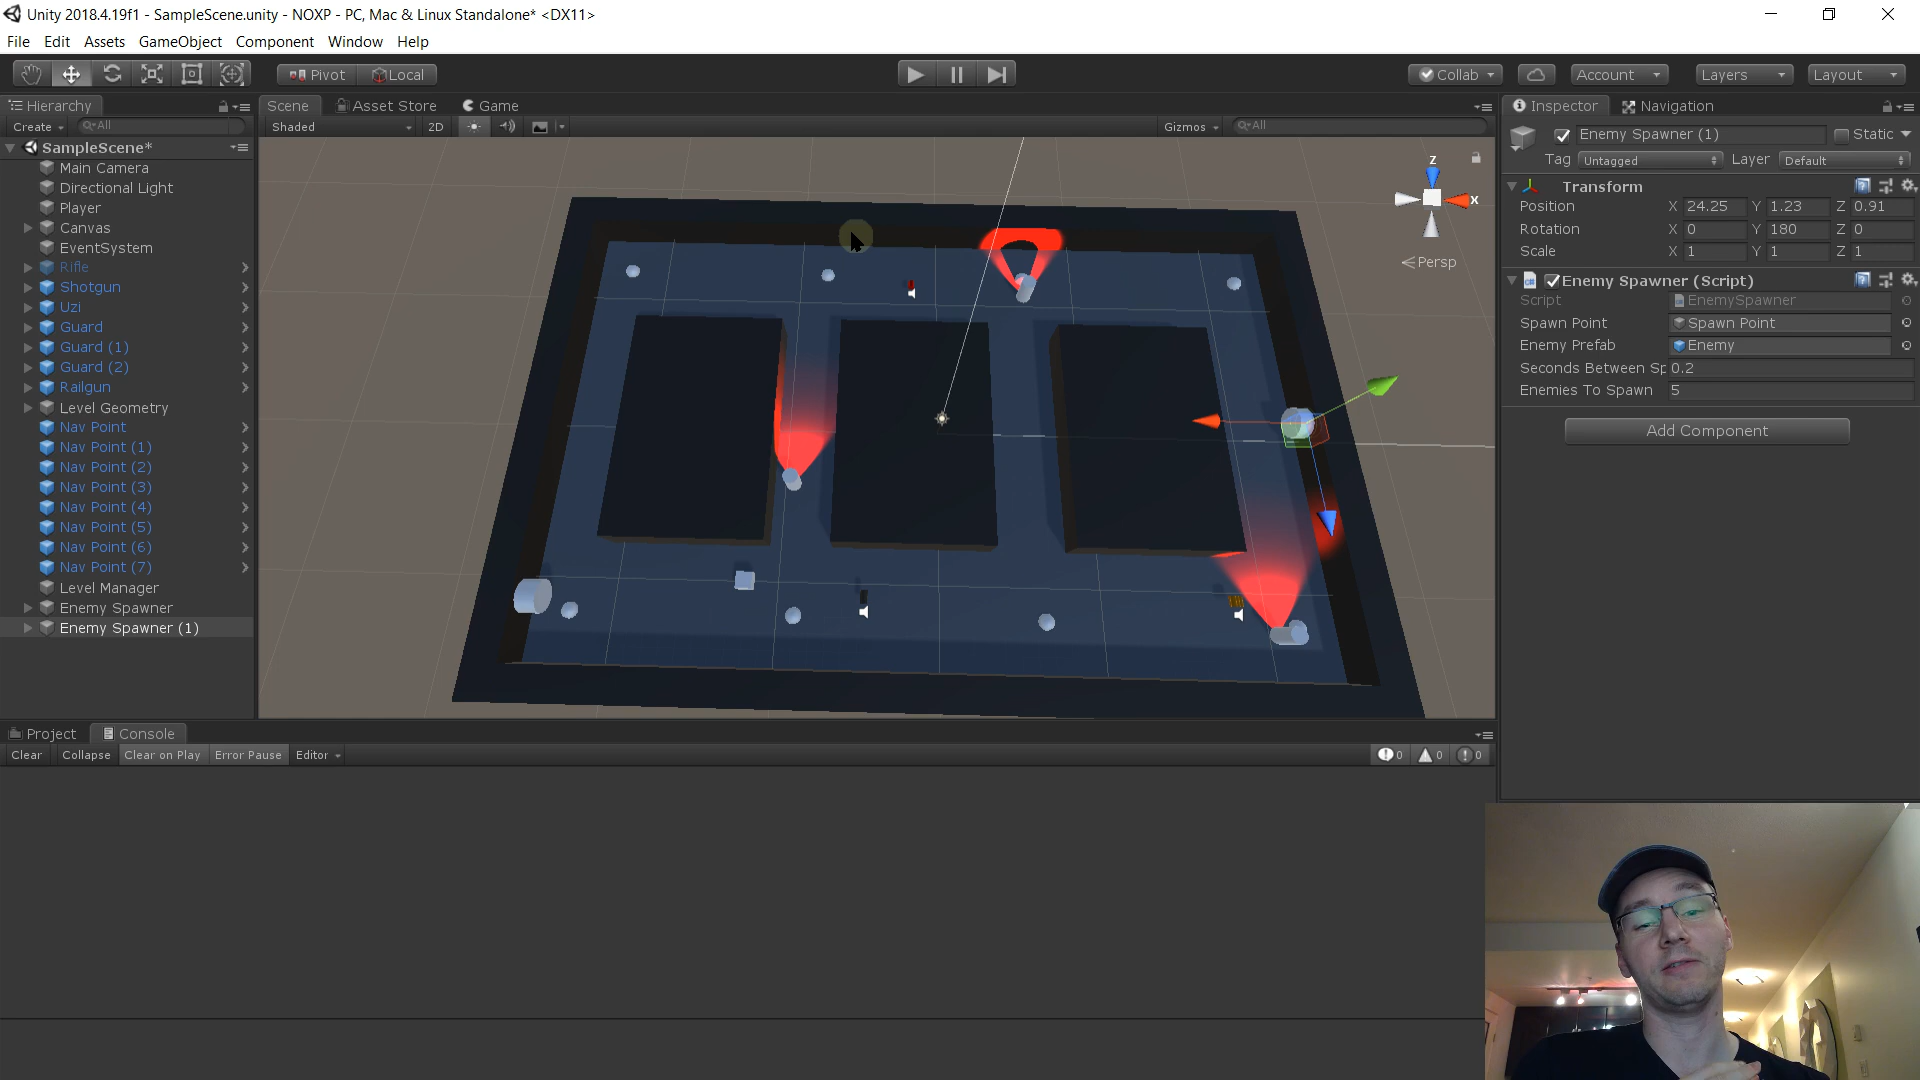 Unity 2018.4.19f1 - SampleScene.unity - NOXP - PC, Mac & Linux Standalone* <DX11>
File Edit Assets GameObject Component Window Help
Pivot Local Collab Account Layers Layout
Hierarchy Scene Asset Store Game Inspector Navigation
Create All Shaded 2D Gizmos All
Enemy Spawner (1) Static
Tag Untagged Layer Default
SampleScene*
Main Camera
Directional Light
Player
Canvas
EventSystem
Rifle
Shotgun
Uzi
Guard
Guard (1)
Guard (2)
Railgun
Level Geometry
Nav Point
Nav Point (1)
Nav Point (2)
Nav Point (3)
Nav Point (4)
Nav Point (5)
Nav Point (6)
Nav Point (7)
Level Manager
Enemy Spawner
Enemy Spawner (1)
z
x
Persp
Transform
Position X 24.25 Y 1.23 Z 0.91
Rotation X 0 Y 180 Z 0
Scale X 1 Y 1 Z 1
Enemy Spawner (Script)
Script EnemySpawner
Spawn Point Spawn Point
Enemy Prefab Enemy
Seconds Between Sp 0.2
Enemies To Spawn 5
Add Component
Project Console
Clear Collapse Clear on Play Error Pause Editor 0 0 0